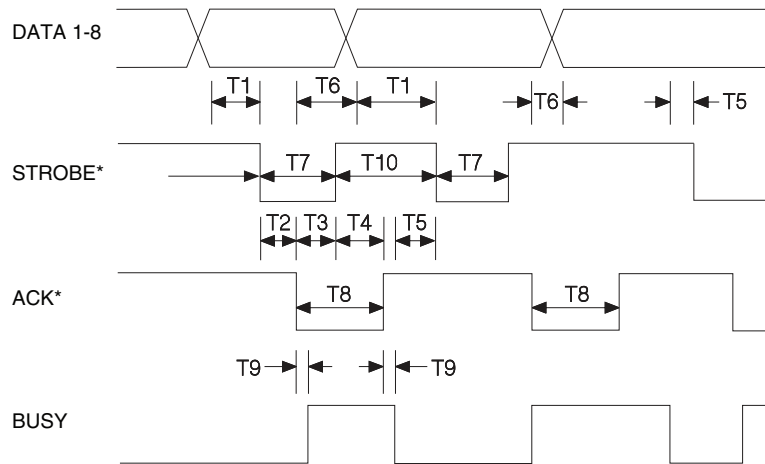 DATA 1-8
T1 T6 T1 T6 T5
STROBE*
T7 T10 T7
T2 T3 T4 T5
ACK*
T8 T8
T9 T9
BUSY